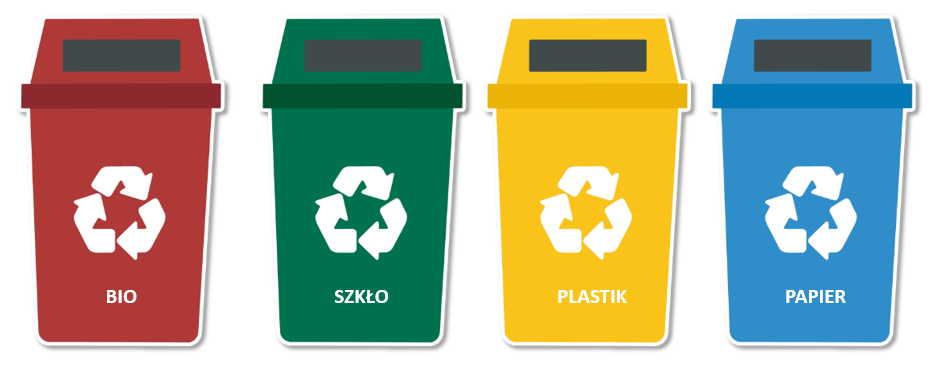 BIO
SZKŁO
PLASTIK
PAPIER